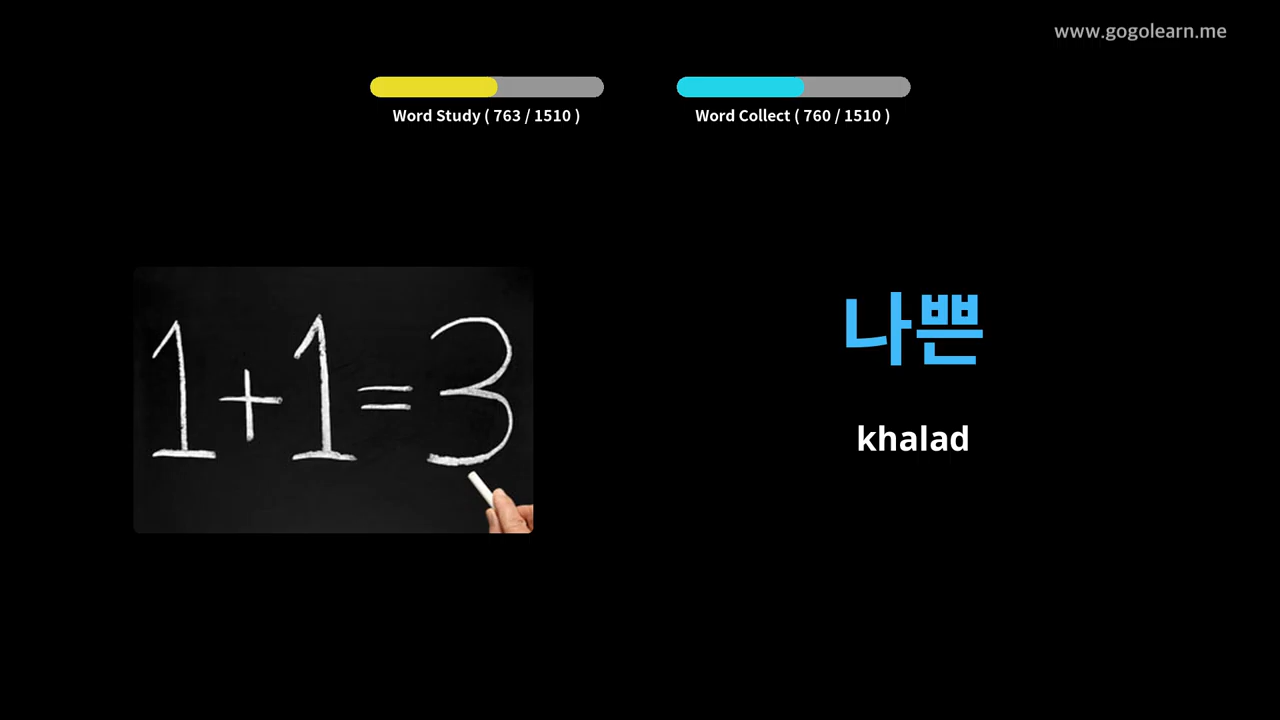 www.gogolearn.me
Word Study ( 763 / 1510 )
Word Collect ( 760 / 1510 )
1+1=3
나쁜
khalad